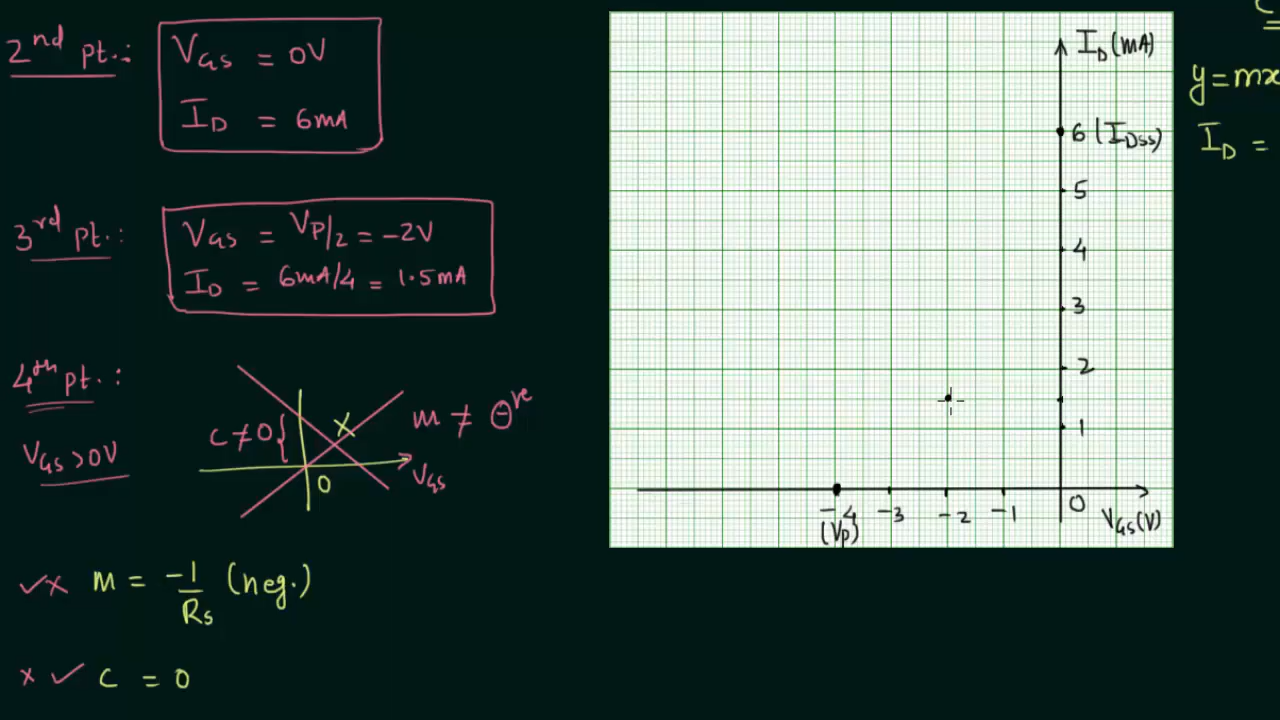 2nd pt.:
VGS = 0V
ID = 6mA
3rd pt.:
VGS = VP/2 = -2V
ID = 6mA/4 = 1.5mA
4th pt.:
VGS > 0V
C ≠ 0 {
X
m ≠ ⊖ve
VGS
0
✓x m = -1/Rs (neg.)
x ✓ C = 0
ID (mA)
6 (IDSS)
5
4
3
2
1
-4 -3 -2 -1 0
(Vp)
VGS (V)
y = mx
ID =